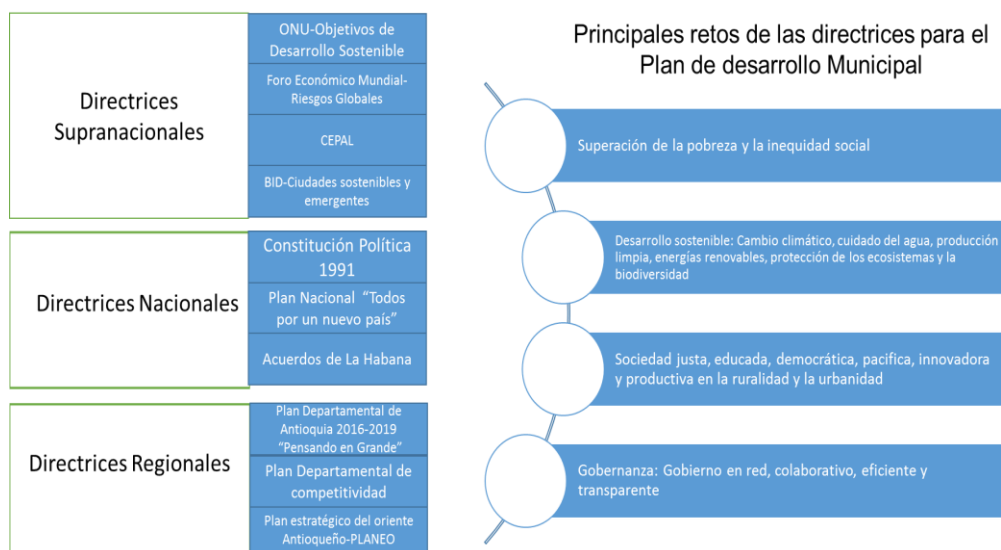 Directrices
Supranacionales
ONU-Objetivos de
Desarrollo Sostenible
Foro Económico Mundial-
Riesgos Globales
CEPAL
BID-Ciudades sostenibles y
emergentes
Directrices Nacionales
Constitución Política
1991
Plan Nacional “Todos
por un nuevo país”
Acuerdos de La Habana
Directrices Regionales
Plan Departamental de
Antioquia 2016-2019
“Pensando en Grande”
Plan Departamental de
competitividad
Plan estratégico del oriente
Antioqueño-PLANEO
Principales retos de las directrices para el
Plan de desarrollo Municipal
Superación de la pobreza y la inequidad social
Desarrollo sostenible: Cambio climático, cuidado del agua, producción
limpia, energías renovables, protección de los ecosistemas y la
biodiversidad
Sociedad justa, educada, democrática, pacifica, innovadora
y productiva en la ruralidad y la urbanidad
Gobernanza: Gobierno en red, colaborativo, eficiente y
transparente